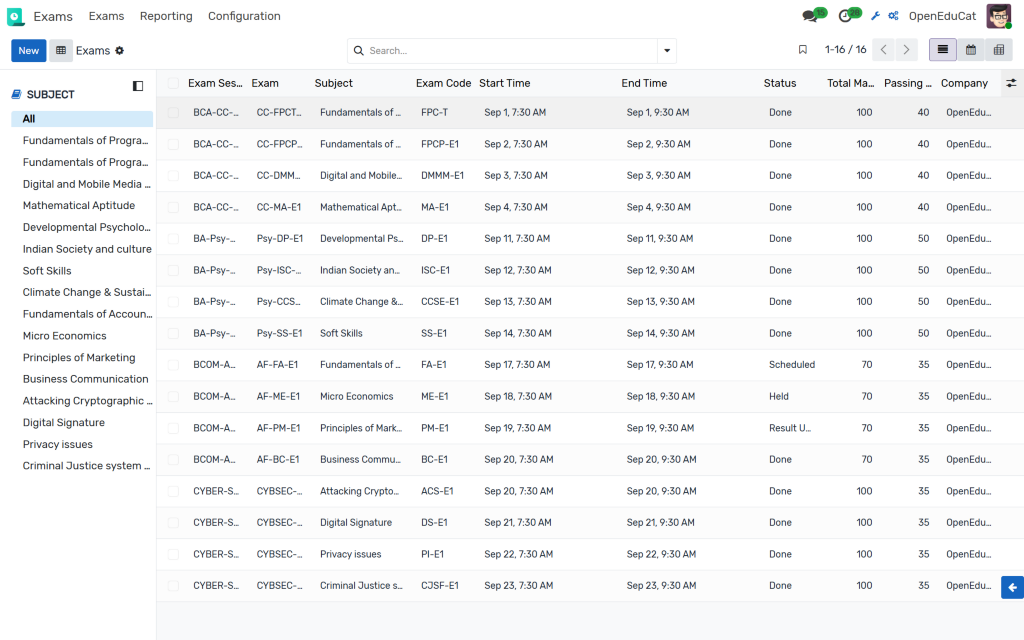 Exams Exams Reporting Configuration 15 28 OpenEduCat
New Exams Search... 1-16 / 16
SUBJECT
All
Fundamentals of Progra...
Fundamentals of Progra...
Digital and Mobile Media ...
Mathematical Aptitude
Developmental Psycholo...
Indian Society and culture
Soft Skills
Climate Change & Sustai...
Fundamentals of Accoun...
Micro Economics
Principles of Marketing
Business Communication
Attacking Cryptographic ...
Digital Signature
Privacy issues
Criminal Justice system ...
Exam Ses... Exam Subject Exam Code Start Time End Time Status Total Ma... Passing ... Company
BCA-CC-... CC-FPCT... Fundamentals of ... FPC-T Sep 1, 7:30 AM Sep 1, 9:30 AM Done 100 40 OpenEdu...
BCA-CC-... CC-FPCP... Fundamentals of ... FPCP-E1 Sep 2, 7:30 AM Sep 2, 9:30 AM Done 100 40 OpenEdu...
BCA-CC-... CC-DMM... Digital and Mobile... DMMM-E1 Sep 3, 7:30 AM Sep 3, 9:30 AM Done 100 40 OpenEdu...
BCA-CC-... CC-MA-E1 Mathematical Apt... MA-E1 Sep 4, 7:30 AM Sep 4, 9:30 AM Done 100 40 OpenEdu...
BA-Psy-... Psy-DP-E1 Developmental Ps... DP-E1 Sep 11, 7:30 AM Sep 11, 9:30 AM Done 100 50 OpenEdu...
BA-Psy-... Psy-ISC-... Indian Society an... ISC-E1 Sep 12, 7:30 AM Sep 12, 9:30 AM Done 100 50 OpenEdu...
BA-Psy-... Psy-CCS... Climate Change &... CCSE-E1 Sep 13, 7:30 AM Sep 13, 9:30 AM Done 100 50 OpenEdu...
BA-Psy-... Psy-SS-E1 Soft Skills SS-E1 Sep 14, 7:30 AM Sep 14, 9:30 AM Done 100 50 OpenEdu...
BCOM-A... AF-FA-E1 Fundamentals of ... FA-E1 Sep 17, 7:30 AM Sep 17, 9:30 AM Scheduled 70 35 OpenEdu...
BCOM-A... AF-ME-E1 Micro Economics ME-E1 Sep 18, 7:30 AM Sep 18, 9:30 AM Held 70 35 OpenEdu...
BCOM-A... AF-PM-E1 Principles of Mark... PM-E1 Sep 19, 7:30 AM Sep 19, 9:30 AM Result U... 70 35 OpenEdu...
BCOM-A... AF-BC-E1 Business Commu... BC-E1 Sep 20, 7:30 AM Sep 20, 9:30 AM Done 70 35 OpenEdu...
CYBER-S... CYBSEC-... Attacking Crypto... ACS-E1 Sep 20, 7:30 AM Sep 20, 9:30 AM Done 100 35 OpenEdu...
CYBER-S... CYBSEC-... Digital Signature DS-E1 Sep 21, 7:30 AM Sep 21, 9:30 AM Done 100 35 OpenEdu...
CYBER-S... CYBSEC-... Privacy issues PI-E1 Sep 22, 7:30 AM Sep 22, 9:30 AM Done 100 35 OpenEdu...
CYBER-S... CYBSEC-... Criminal Justice s... CJSF-E1 Sep 23, 7:30 AM Sep 23, 9:30 AM Done 100 35 OpenEdu...